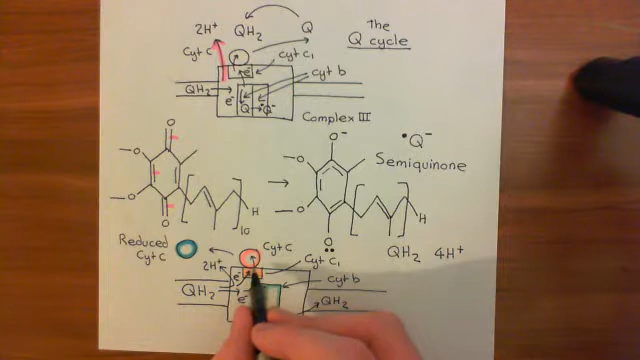 The
Q cycle
2H⁺
QH₂
Q
Cyt C
cyt C₁
cyt b
e⁻
QH₂
e⁻
Q
•Q⁻
Complex III
O
O
O
O
10
H
O⁻
O
O
O
H
•Q⁻
Semiquinone
QH₂ 4H⁺
Reduced
Cyt C
Cyt C
2H⁺
Cyt C₁
cyt b
e⁻
QH₂
e⁻
QH₂